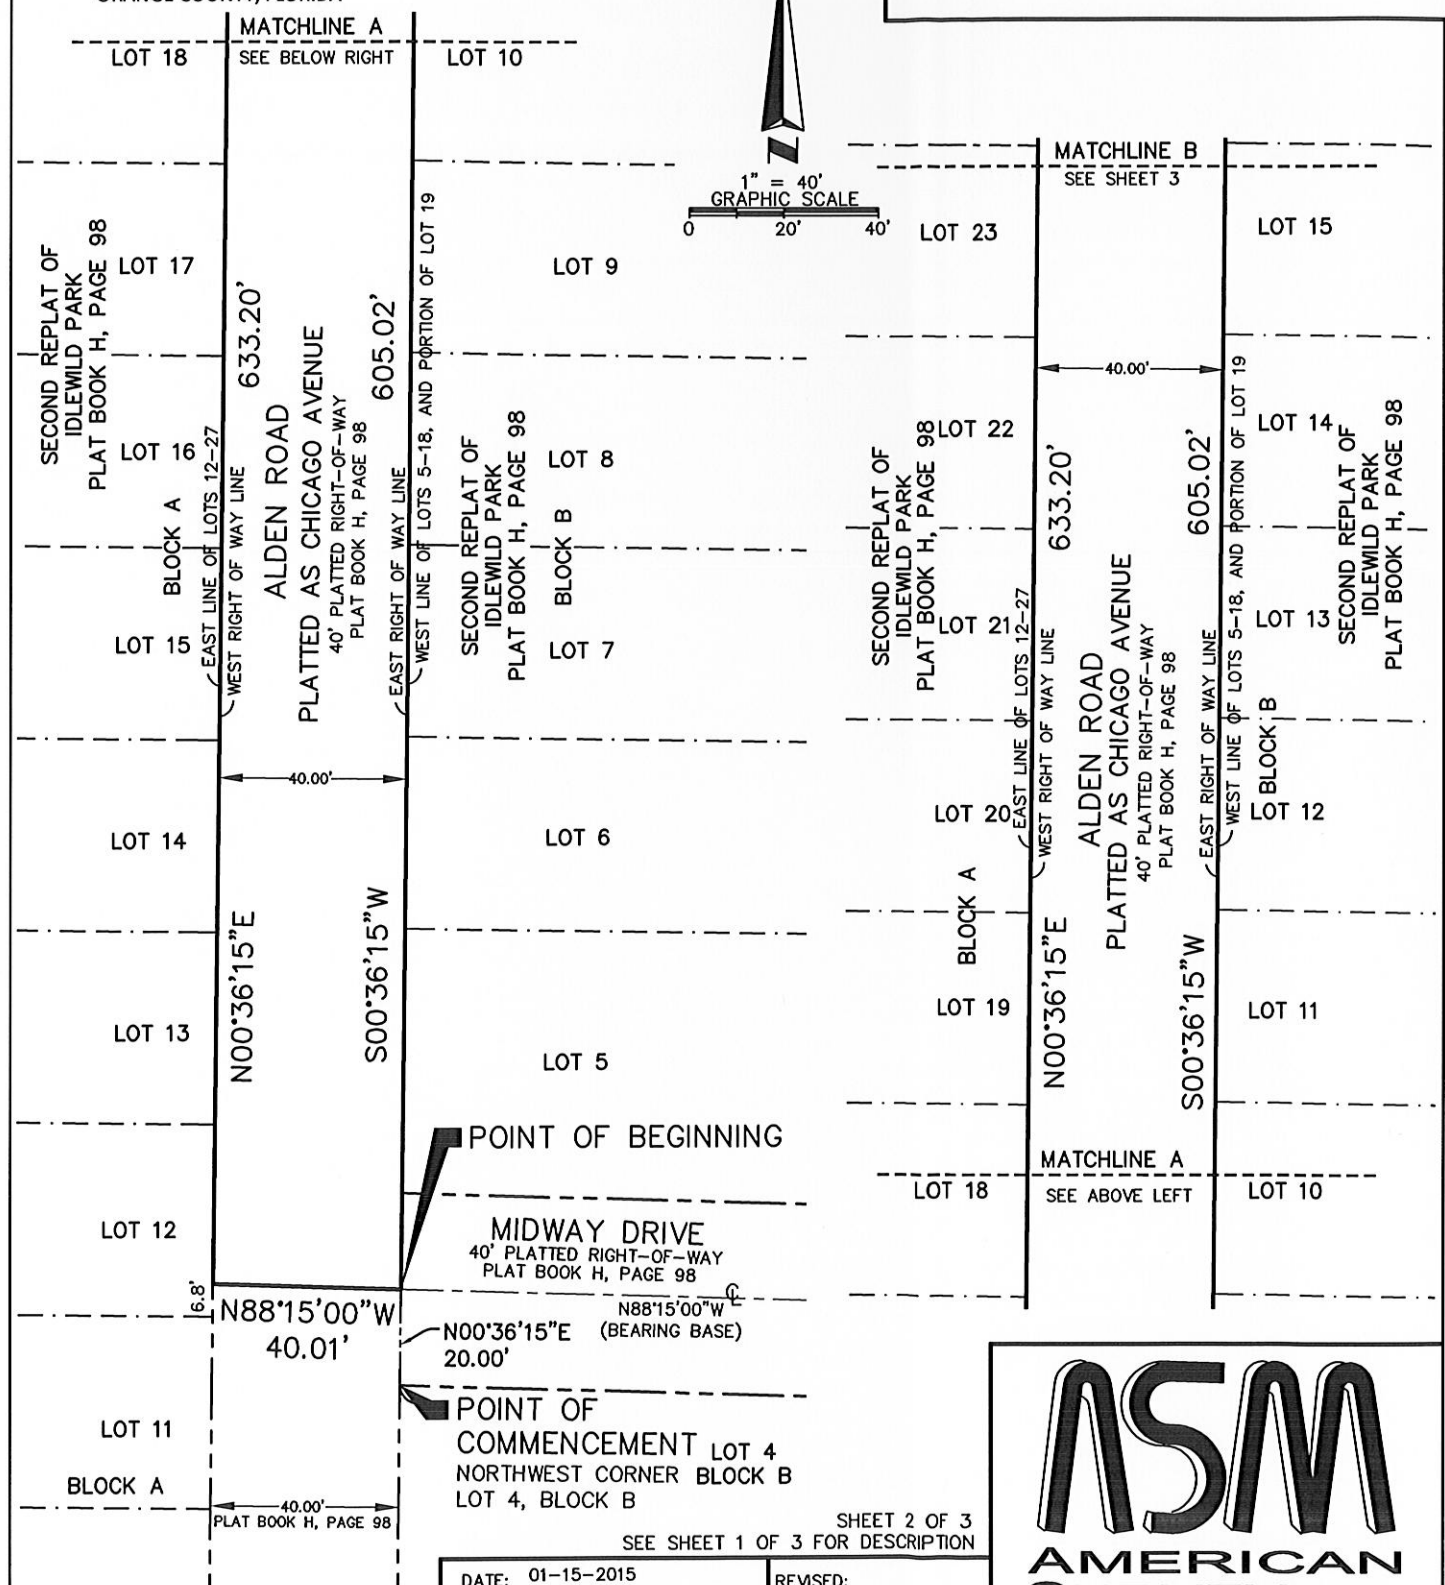 MATCHLINE A
SEE BELOW RIGHT
LOT 18
LOT 10
1" = 40'
GRAPHIC SCALE
0 20' 40'
SECOND REPLAT OF
IDLEWILD PARK
PLAT BOOK H, PAGE 98
LOT 17
LOT 16
BLOCK A
LOT 15
LOT 14
LOT 13
LOT 12
6.8'
LOT 11
BLOCK A
EAST LINE OF LOTS 12-27
WEST RIGHT OF WAY LINE
633.20'
N00°36'15"E
ALDEN ROAD
PLATTED AS CHICAGO AVENUE
40' PLATTED RIGHT-OF-WAY
PLAT BOOK H, PAGE 98
605.02'
S00°36'15"W
EAST RIGHT OF WAY LINE
WEST LINE OF LOTS 5-18, AND PORTION OF LOT 19
40.00'
LOT 9
LOT 8
SECOND REPLAT OF
IDLEWILD PARK
PLAT BOOK H, PAGE 98
BLOCK B
LOT 7
LOT 6
LOT 5
POINT OF BEGINNING
MIDWAY DRIVE
40' PLATTED RIGHT-OF-WAY
PLAT BOOK H, PAGE 98
N88°15'00"W
(BEARING BASE)
N88°15'00"W
40.01'
N00°36'15"E
20.00'
POINT OF
COMMENCEMENT
NORTHWEST CORNER
LOT 4, BLOCK B
LOT 4
BLOCK B
40.00'
PLAT BOOK H, PAGE 98
MATCHLINE B
SEE SHEET 3
LOT 23
LOT 15
40.00'
LOT 22
LOT 14
SECOND REPLAT OF
IDLEWILD PARK
PLAT BOOK H, PAGE 98
LOT 21
LOT 20
BLOCK A
LOT 19
EAST LINE OF LOTS 12-27
WEST RIGHT OF WAY LINE
633.20'
N00°36'15"E
ALDEN ROAD
PLATTED AS CHICAGO AVENUE
40' PLATTED RIGHT-OF-WAY
PLAT BOOK H, PAGE 98
605.02'
S00°36'15"W
EAST RIGHT OF WAY LINE
WEST LINE OF LOTS 5-18, AND PORTION OF LOT 19
SECOND REPLAT OF
IDLEWILD PARK
PLAT BOOK H, PAGE 98
LOT 13
BLOCK B
LOT 12
LOT 11
MATCHLINE A
SEE ABOVE LEFT
LOT 18
LOT 10
SHEET 2 OF 3
SEE SHEET 1 OF 3 FOR DESCRIPTION
DATE: 01-15-2015
REVISED:
ASM
AMERICAN